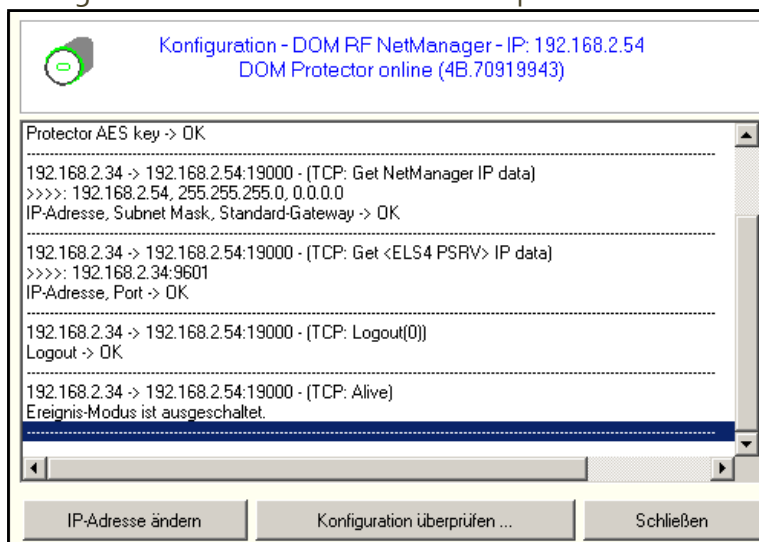 Konfiguration - DOM RF NetManager - IP: 192.168.2.54
DOM Protector online (4B.70919943)
Protector AES key -> OK
192.168.2.34 -> 192.168.2.54:19000 - (TCP: Get NetManager IP data)
>>>>: 192.168.2.54, 255.255.255.0, 0.0.0.0
IP-Adresse, Subnet Mask, Standard-Gateway -> OK
192.168.2.34 -> 192.168.2.54:19000 - (TCP: Get <ELS4 PSRV> IP data)
>>>>: 192.168.2.34:9601
IP-Adresse, Port -> OK
192.168.2.34 -> 192.168.2.54:19000 - (TCP: Logout(0))
Logout -> OK
192.168.2.34 -> 192.168.2.54:19000 - (TCP: Alive)
Ereignis-Modus ist ausgeschaltet.
IP-Adresse ändern
Konfiguration überprüfen ...
Schließen